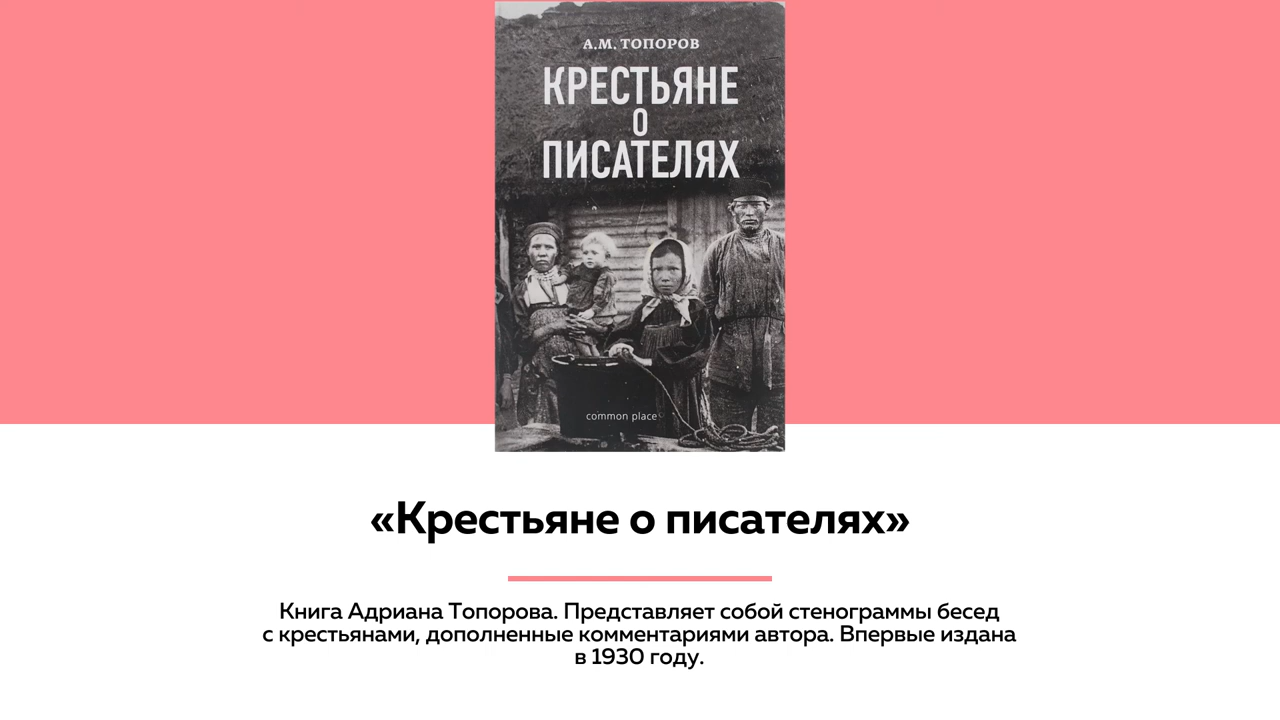 А.М. ТОПОРОВ
КРЕСТЬЯНЕ
О
ПИСАТЕЛЯХ
common place
«Крестьяне о писателях»
Книга Адриана Топорова. Представляет собой стенограммы бесед
с крестьянами, дополненные комментариями автора. Впервые издана
в 1930 году.